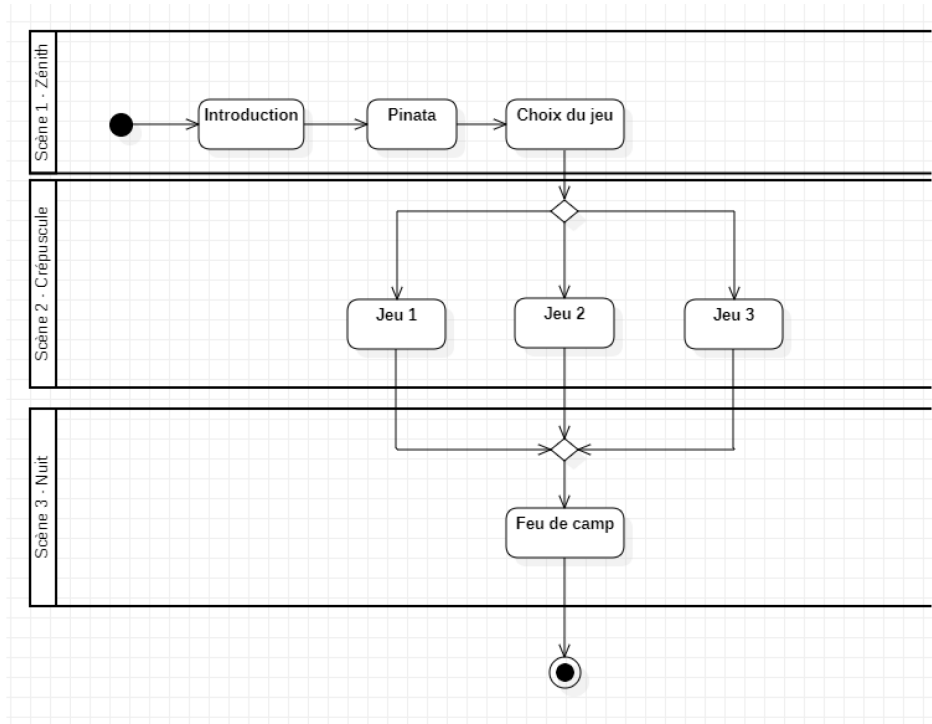 Scène 1 - Zénith
Introduction
Pinata
Choix du jeu
Scène 2 - Crépuscule
Jeu 1
Jeu 2
Jeu 3
Scène 3 - Nuit
Feu de camp